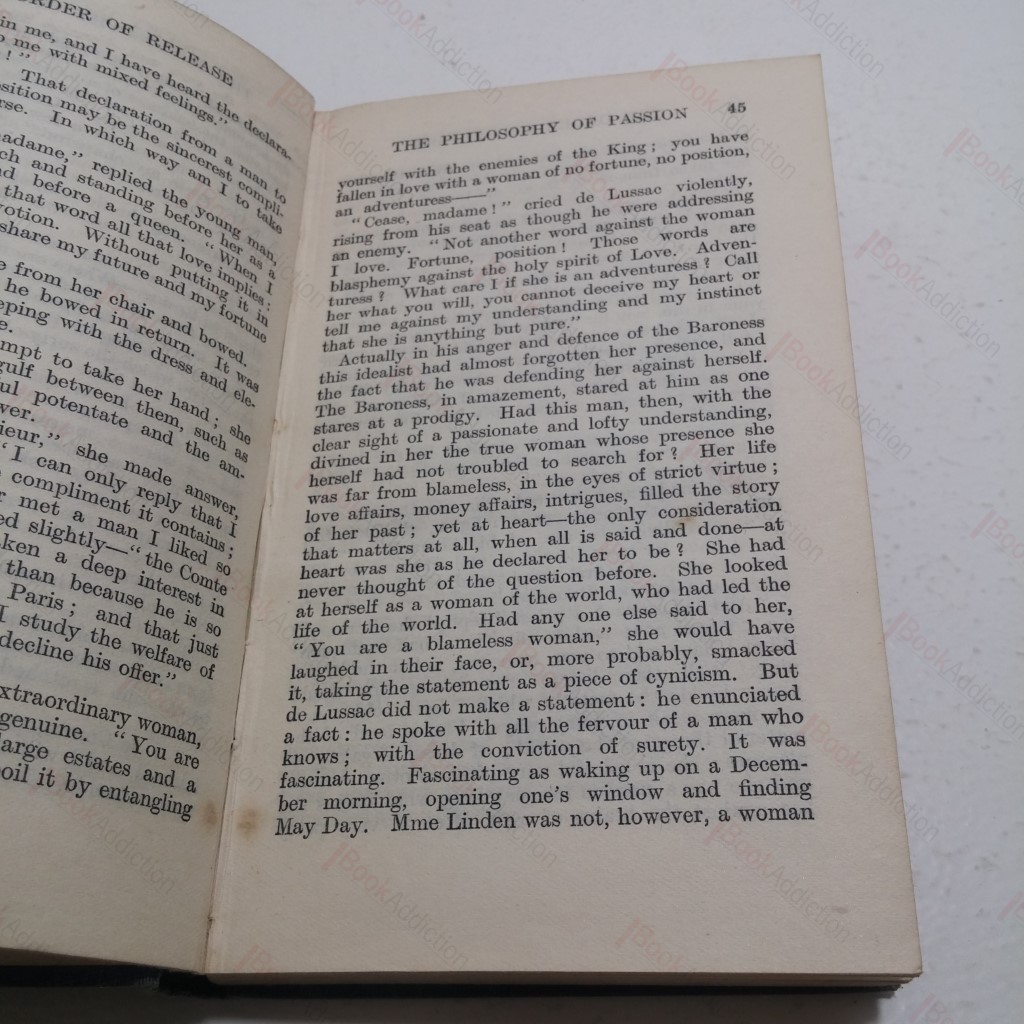 ORDER OF RELEASE
in me, and I have heard the declara-
me with mixed feelings."
!" That declaration from a man to
position may be the sincerest compli-
In which way am I to take
madame," replied the young man,
and standing before her as a
before a queen. "When I
that word all that love implies:
Without putting it in
share my future and my fortune
from her chair and bowed.
he bowed in return. It was
keeping with the dress and ele-
to take her hand; she
gulf between them, such as
potentate and the am-
she made answer,
"I can only reply that I
compliment it contains;
met a man I liked so
slightly—"the Comte
a deep interest in
than because he is so
Paris; and that just
I study the welfare of
decline his offer."
extraordinary woman,
genuine. "You are
large estates and a
it by entangling
THE PHILOSOPHY OF PASSION 45
yourself with the enemies of the King; you have
fallen in love with a woman of no fortune, no position,
an adventuress——"
"Cease, madame!" cried de Lussac violently,
rising from his seat as though he were addressing
an enemy. "Not another word against the woman
I love. Fortune, position! Those words are
blasphemy against the holy spirit of Love. Adven-
turess? What care I if she is an adventuress? Call
her what you will, you cannot deceive my heart or
tell me against my understanding and my instinct
that she is anything but pure."
Actually in his anger and defence of the Baroness
this idealist had almost forgotten her presence, and
the fact that he was defending her against herself.
The Baroness, in amazement, stared at him as one
stares at a prodigy. Had this man, then, with the
clear sight of a passionate and lofty understanding,
divined in her the true woman whose presence she
herself had not troubled to search for? Her life
was far from blameless, in the eyes of strict virtue;
love affairs, money affairs, intrigues, filled the story
of her past; yet at heart—the only consideration
that matters at all, when all is said and done—at
heart was she as he declared her to be? She had
never thought of the question before. She looked
at herself as a woman of the world, who had led the
life of the world. Had any one else said to her,
"You are a blameless woman," she would have
laughed in their face, or, more probably, smacked
it, taking the statement as a piece of cynicism. But
de Lussac did not make a statement: he enunciated
a fact: he spoke with all the fervour of a man who
knows; with the conviction of surety. It was
fascinating. Fascinating as waking up on a Decem-
ber morning, opening one's window and finding
May Day. Mme Linden was not, however, a woman